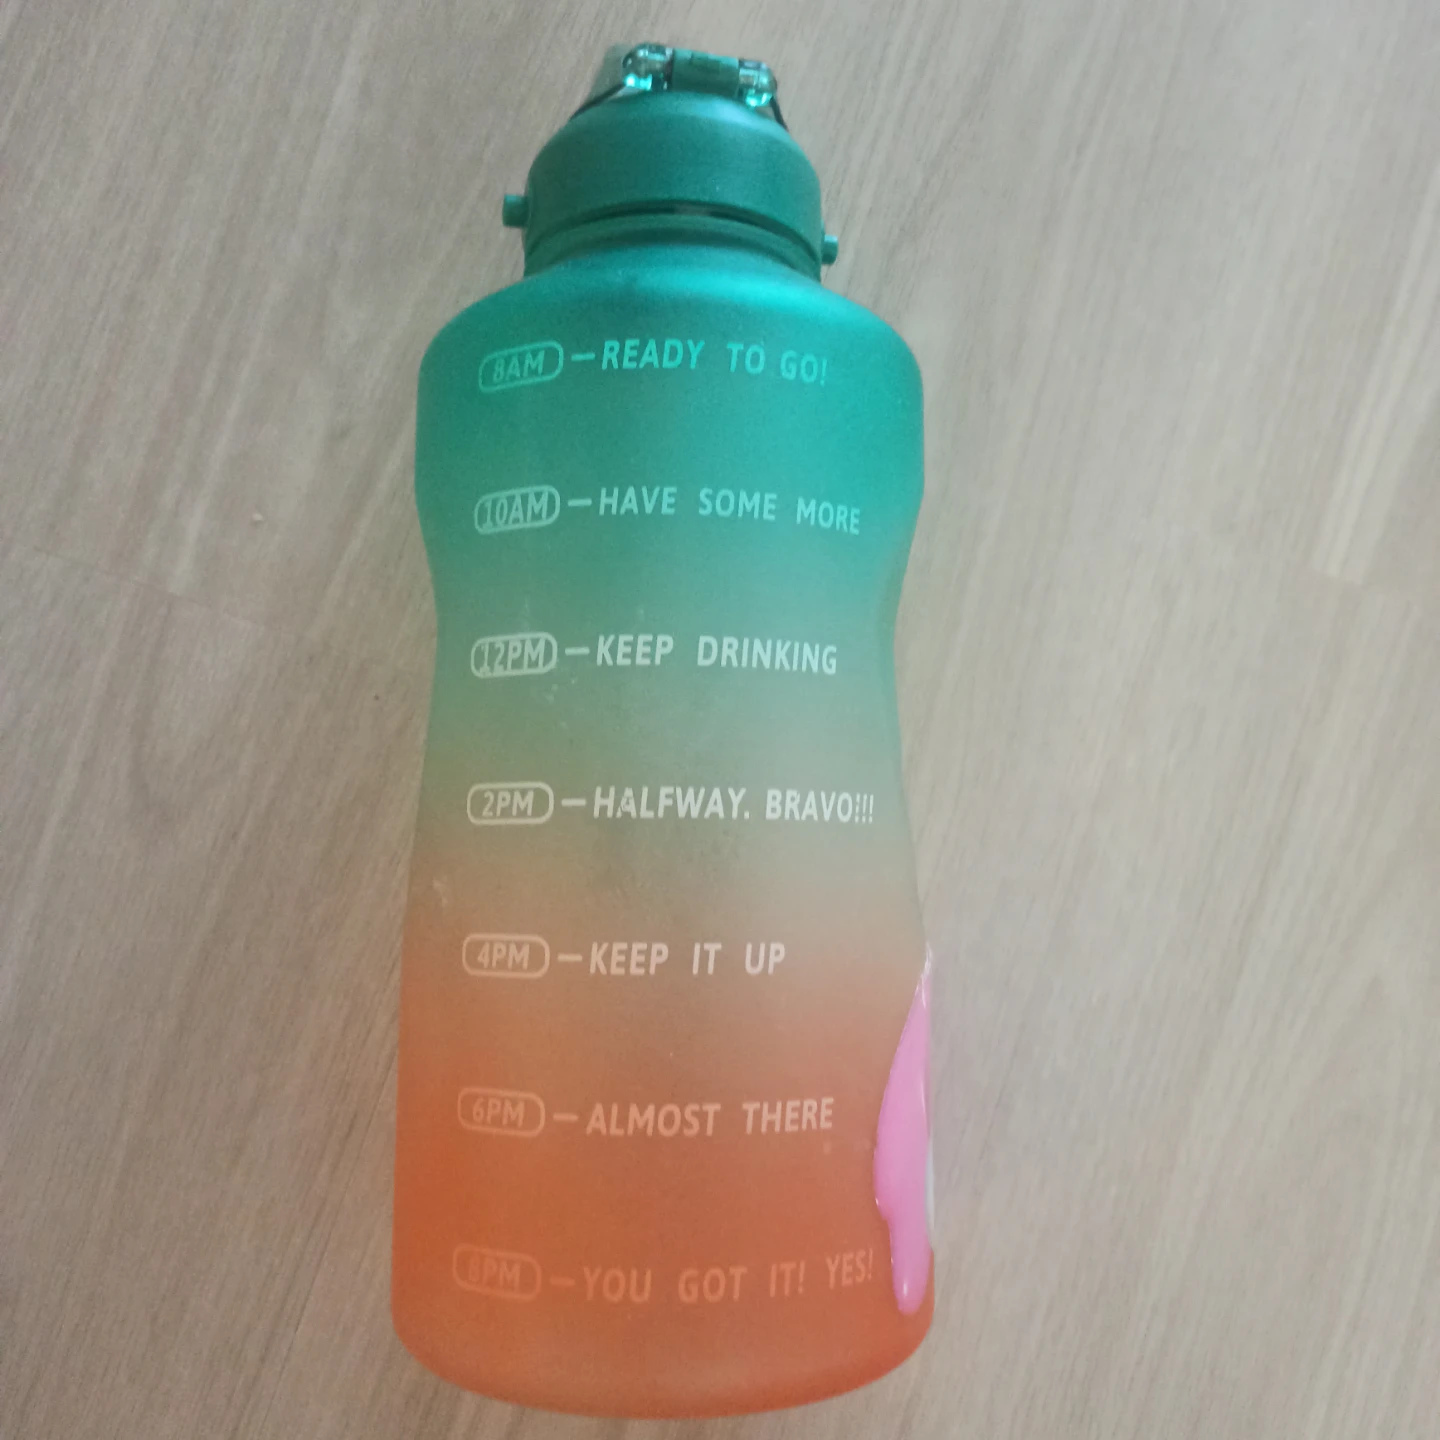 8AM — READY TO GO!
10AM — HAVE SOME MORE
12PM — KEEP DRINKING
2PM — HALFWAY. BRAVO!!!
4PM — KEEP IT UP
6PM — ALMOST THERE
8PM — YOU GOT IT! YES!